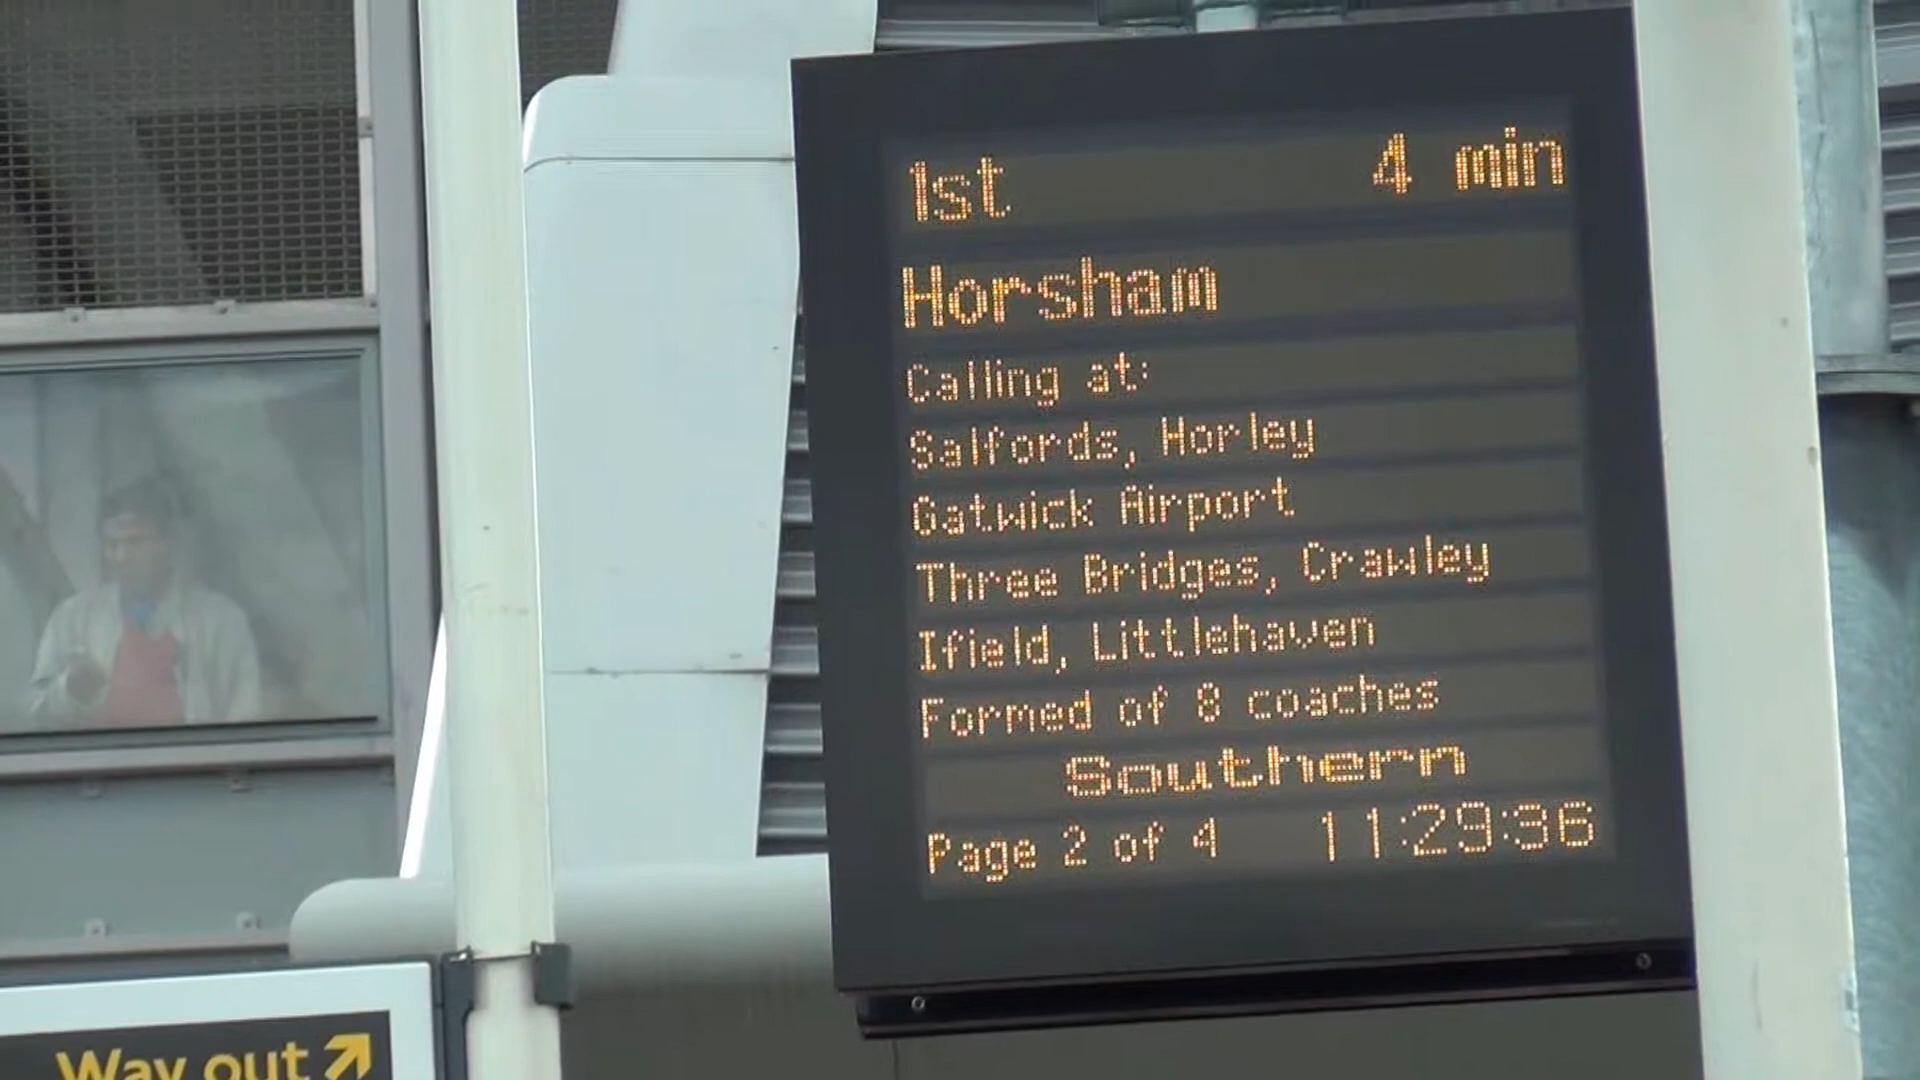 1st 4 min
Horsham
Calling at:
Salfords, Horley
Gatwick Airport
Three Bridges, Crawley
Ifield, Littlehaven
Formed of 8 coaches
Southern
Page 2 of 4 11:29:36
Way out